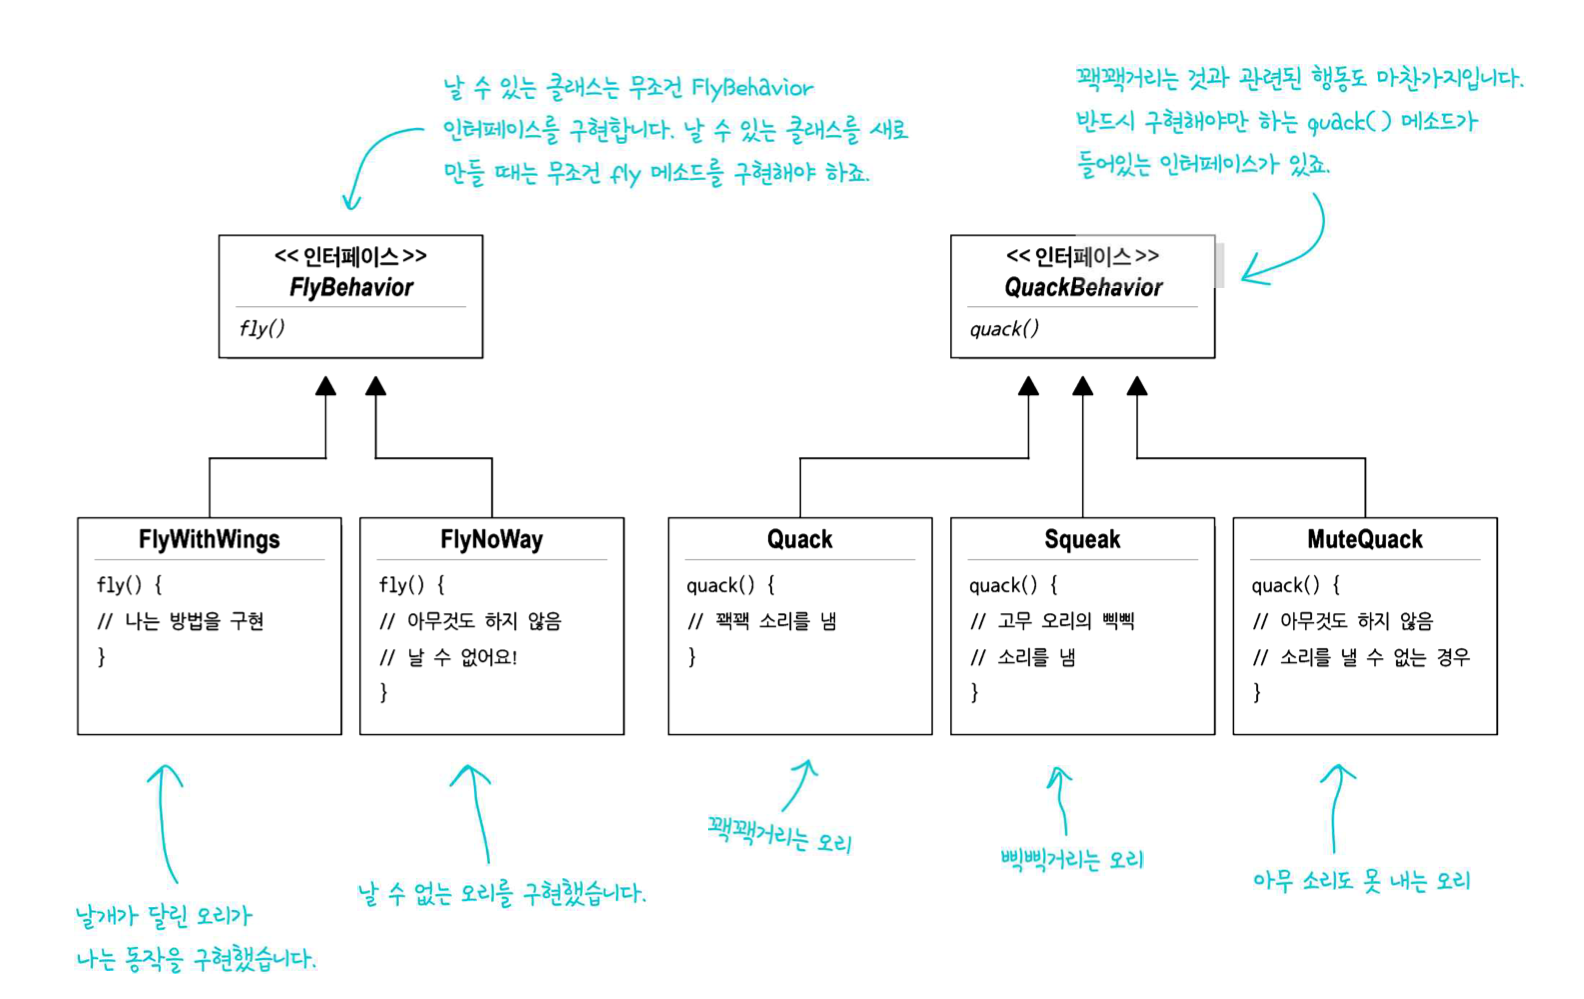 날 수 있는 클래스는 무조건 FlyBehavior
인터페이스를 구현합니다. 날 수 있는 클래스를 새로
만들 때는 무조건 fly 메소드를 구현해야 하죠.
꽥꽥거리는 것과 관련된 행동도 마찬가지입니다.
반드시 구현해야만 하는 quack( ) 메소드가
들어있는 인터페이스가 있죠.
<< 인터페이스 >>
FlyBehavior
fly()
<< 인터페이스 >>
QuackBehavior
quack()
FlyWithWings
fly() {
// 나는 방법을 구현
}
FlyNoWay
fly() {
// 아무것도 하지 않음
// 날 수 없어요!
}
Quack
quack() {
// 꽥꽥 소리를 냄
}
Squeak
quack() {
// 고무 오리의 삑삑
// 소리를 냄
}
MuteQuack
quack() {
// 아무것도 하지 않음
// 소리를 낼 수 없는 경우
}
날개가 달린 오리가
나는 동작을 구현했습니다.
날 수 없는 오리를 구현했습니다.
꽥꽥거리는 오리
삑삑거리는 오리
아무 소리도 못 내는 오리